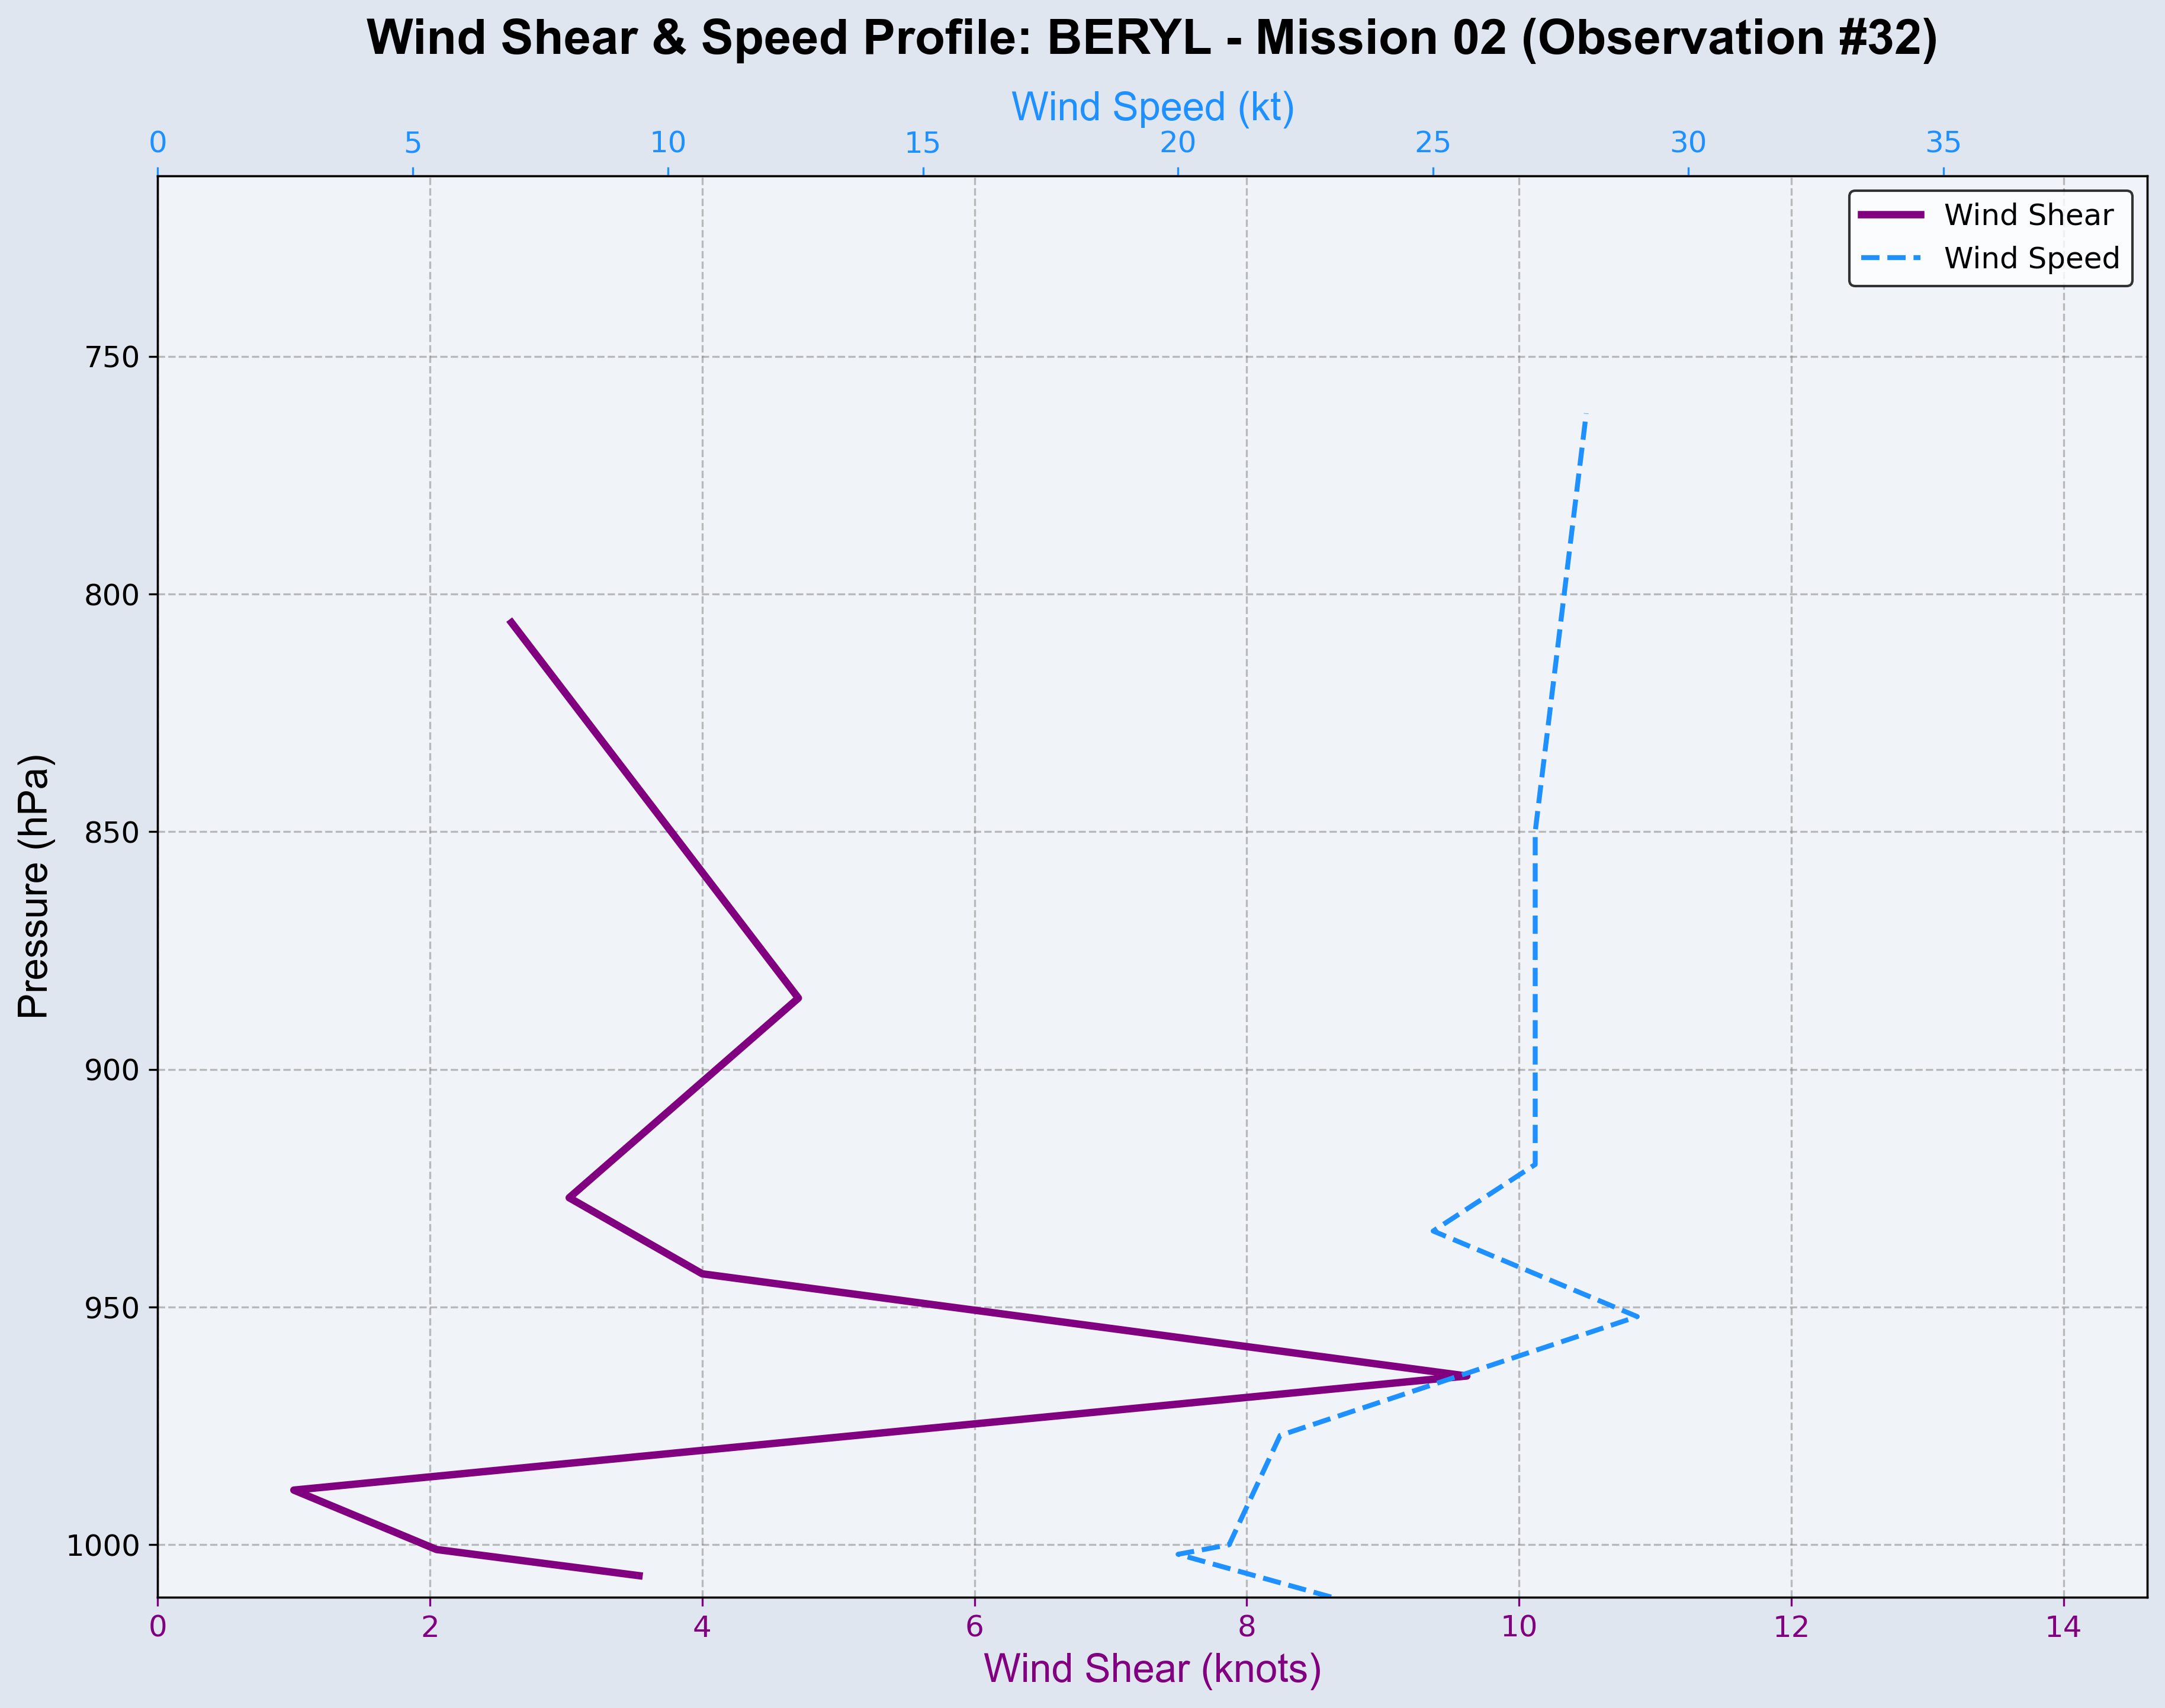 Wind Shear & Speed Profile: BERYL - Mission 02 (Observation #32)
Wind Speed (kt)
0 5 10 15 20 25 30 35
Wind Shear
Wind Speed
750
800
850
900
950
1000
Pressure (hPa)
0 2 4 6 8 10 12 14
Wind Shear (knots)